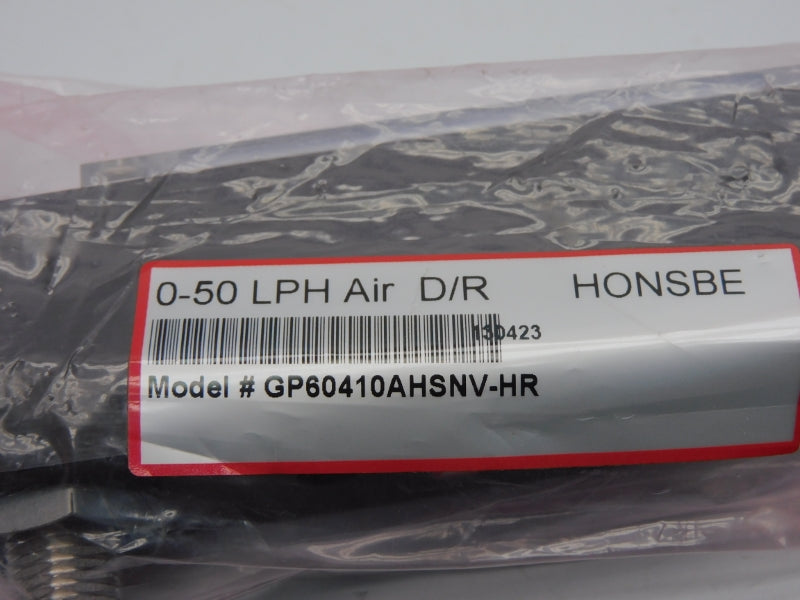 0-50 LPH Air D/R HONSBE
130423
Model # GP60410AHSNV-HR